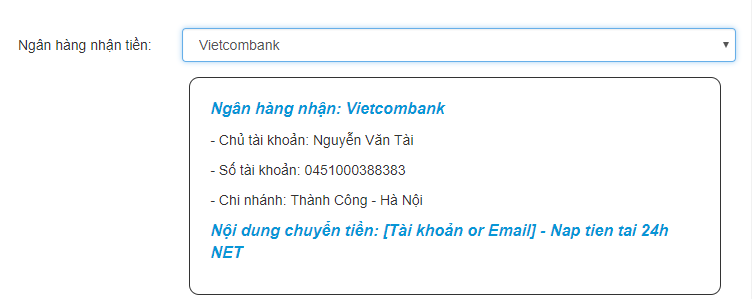 Ngân hàng nhận tiền: Vietcombank
Ngân hàng nhận: Vietcombank
- Chủ tài khoản: Nguyễn Văn Tài
- Số tài khoản: 0451000388383
- Chi nhánh: Thành Công - Hà Nội
Nội dung chuyển tiền: [Tài khoản or Email] - Nap tien tai 24h
NET